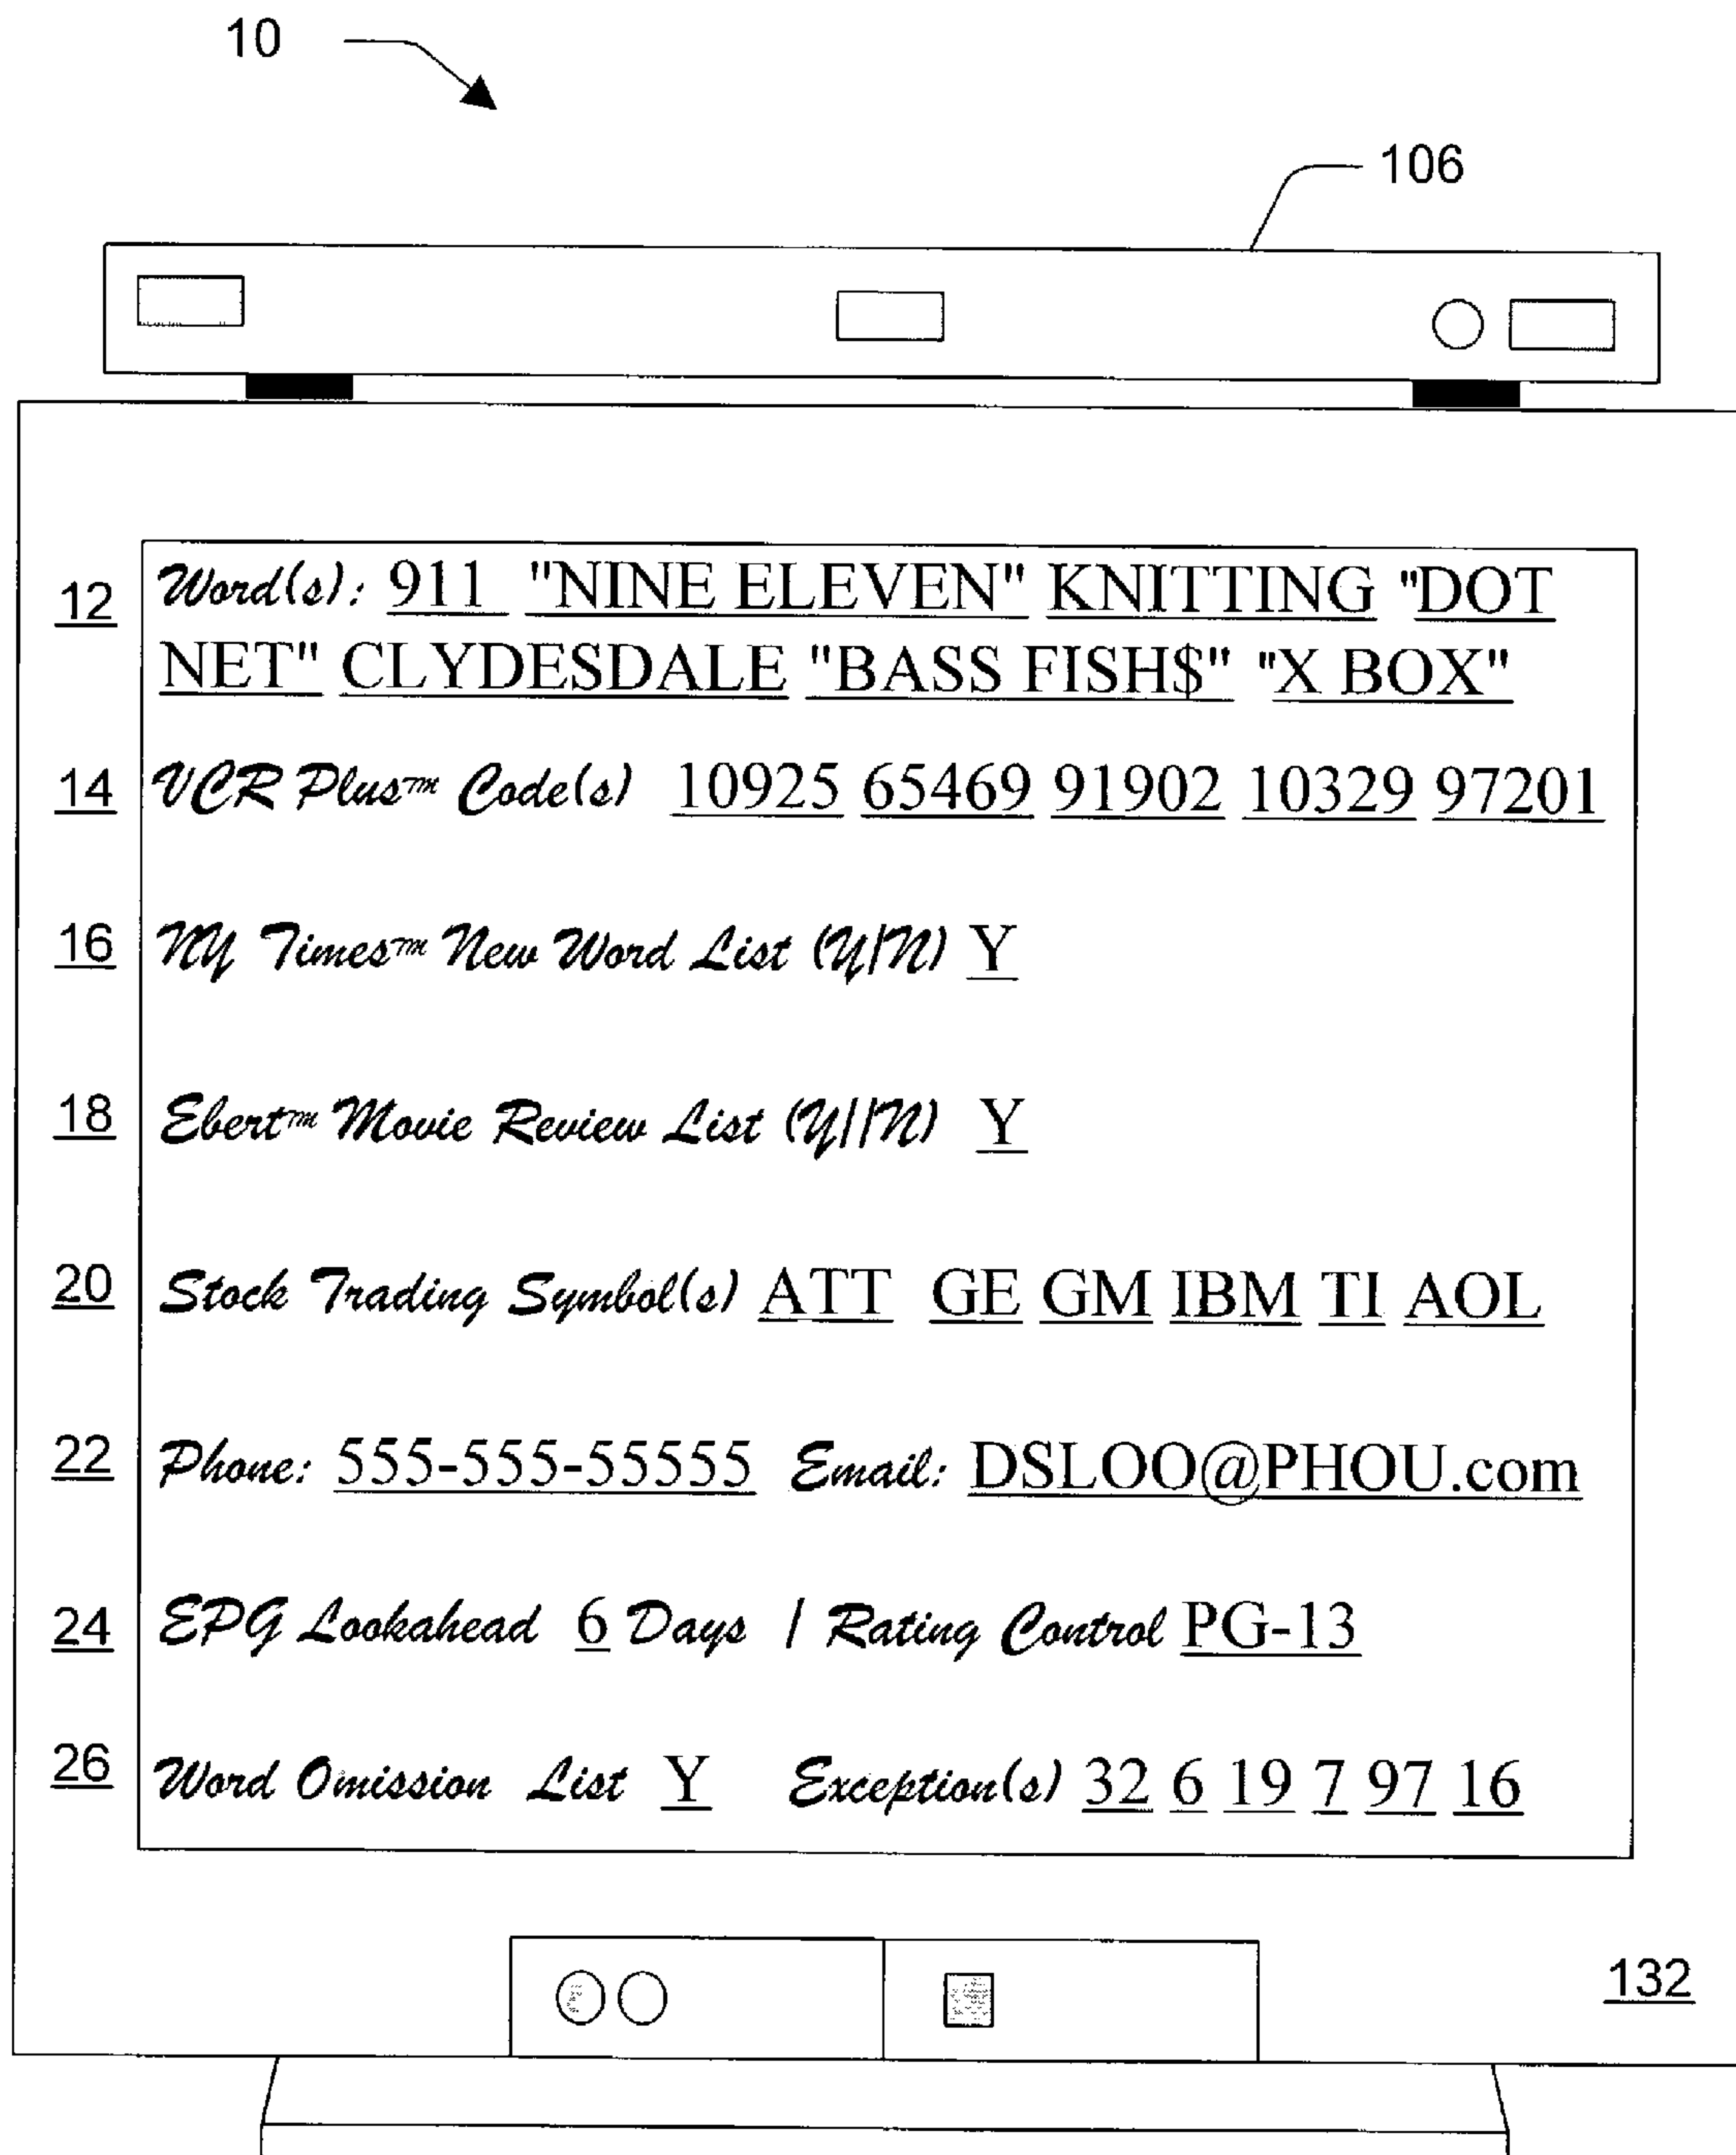 10
106
12 Word(s): 911 "NINE ELEVEN" KNITTING "DOT
NET" CLYDESDALE "BASS FISH$" "X BOX"
14 VCR Plus™ Code(s) 10925 65469 91902 10329 97201
16 NY Times™ New Word List (Y/N) Y
18 Ebert™ Movie Review List (Y//N) Y
20 Stock Trading Symbol(s) ATT GE GM IBM TI AOL
22 Phone: 555-555-55555 Email: DSLOO@PHOU.com
24 EPG Lookahead 6 Days / Rating Control PG-13
26 Word Omission List Y Exception(s) 32 6 19 7 97 16
132